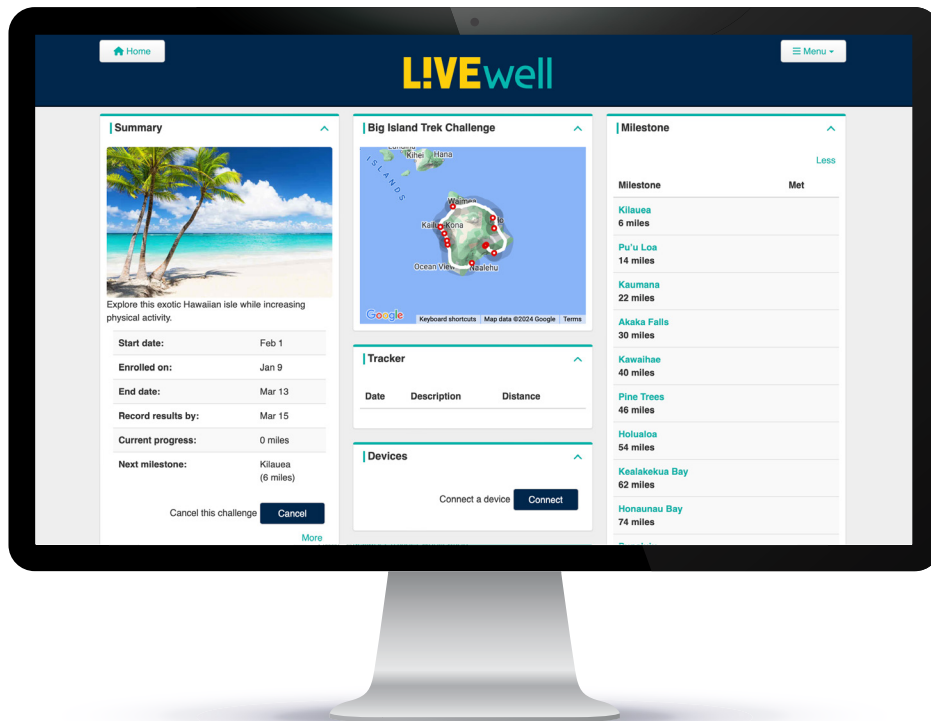 Home
L!VEwell
Menu
Summary
Explore this exotic Hawaiian isle while increasing
physical activity.
Start date: Feb 1
Enrolled on: Jan 9
End date: Mar 13
Record results by: Mar 15
Current progress: 0 miles
Next milestone: Kilauea
(6 miles)
Cancel this challenge Cancel
More
Big Island Trek Challenge
Kihei Hana
ISLANDS
Waimea
Kailua Kona
Ocean View Naalehu
Google Keyboard shortcuts Map data ©2024 Google Terms
Tracker
Date Description Distance
Devices
Connect a device Connect
Milestone
Less
Milestone Met
Kilauea
6 miles
Pu'u Loa
14 miles
Kaumana
22 miles
Akaka Falls
30 miles
Kawaihae
40 miles
Pine Trees
46 miles
Holualoa
54 miles
Kealakekua Bay
62 miles
Honaunau Bay
74 miles